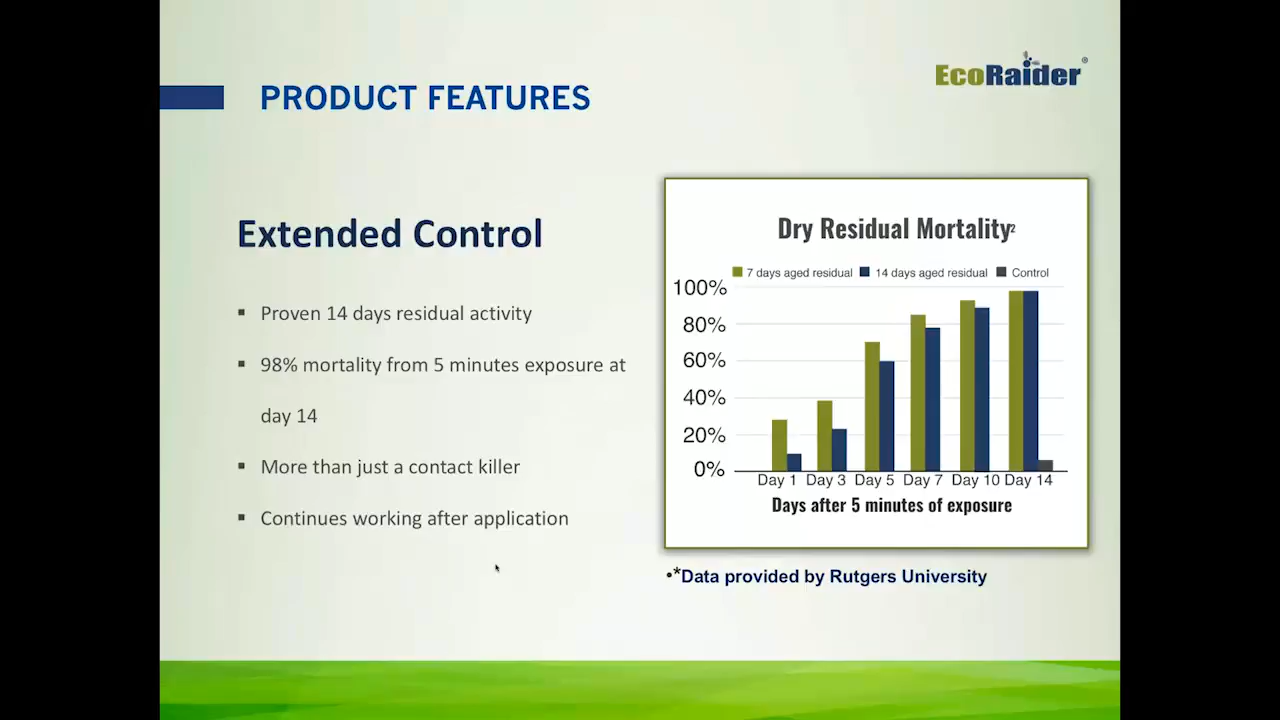 EcoRaider®
PRODUCT FEATURES
Extended Control
▪ Proven 14 days residual activity
▪ 98% mortality from 5 minutes exposure at
day 14
▪ More than just a contact killer
▪ Continues working after application
Dry Residual Mortality²
7 days aged residual 14 days aged residual Control
100%
80%
60%
40%
20%
0%
Day 1 Day 3 Day 5 Day 7 Day 10 Day 14
Days after 5 minutes of exposure
•*Data provided by Rutgers University